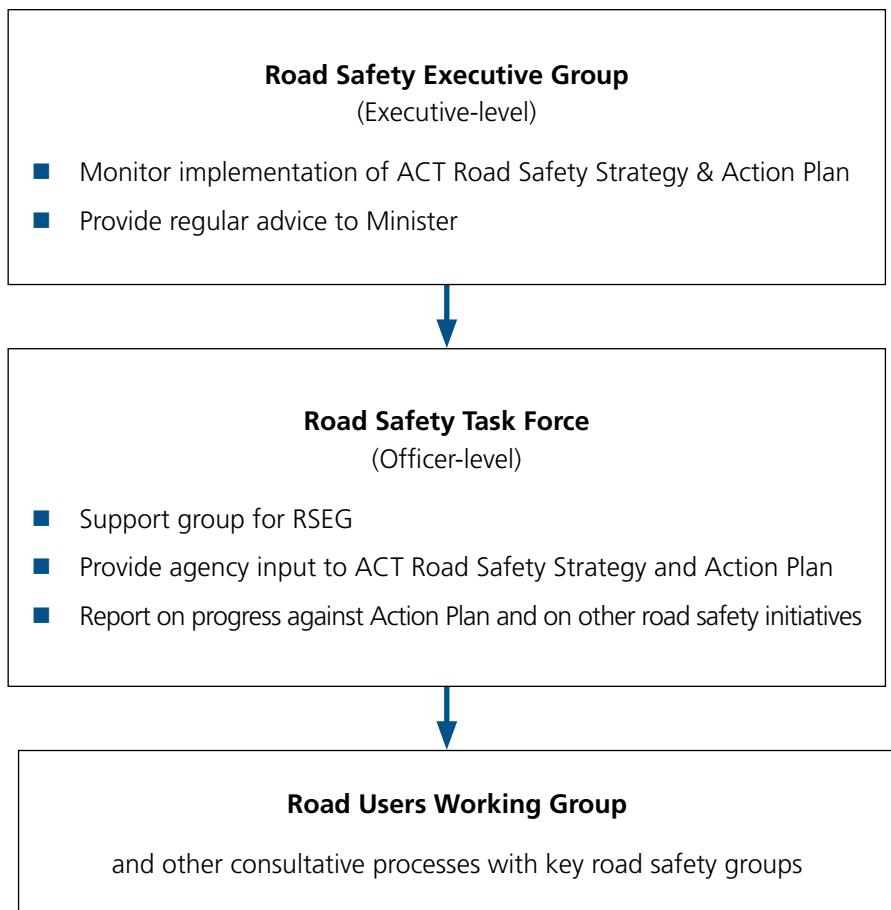 Road Safety Executive Group
(Executive-level)
Monitor implementation of ACT Road Safety Strategy & Action Plan
Provide regular advice to Minister
Road Safety Task Force
(Officer-level)
Support group for RSEG
Provide agency input to ACT Road Safety Strategy and Action Plan
Report on progress against Action Plan and on other road safety initiatives
Road Users Working Group
and other consultative processes with key road safety groups